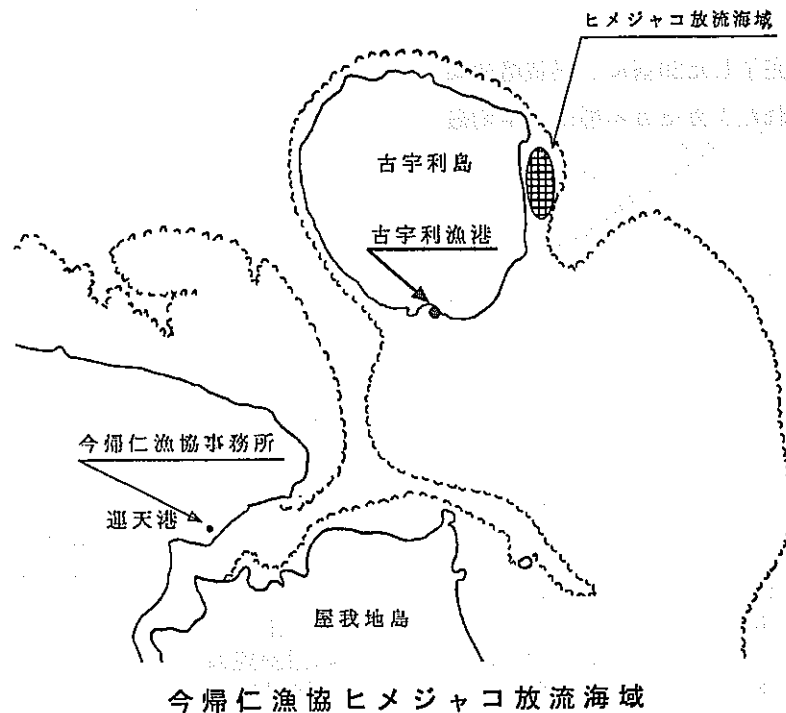 ヒメジャコ放流海域
古宇利島
古宇利漁港
今帰仁漁協事務所
運天港
屋我地島
今帰仁漁協ヒメジャコ放流海域